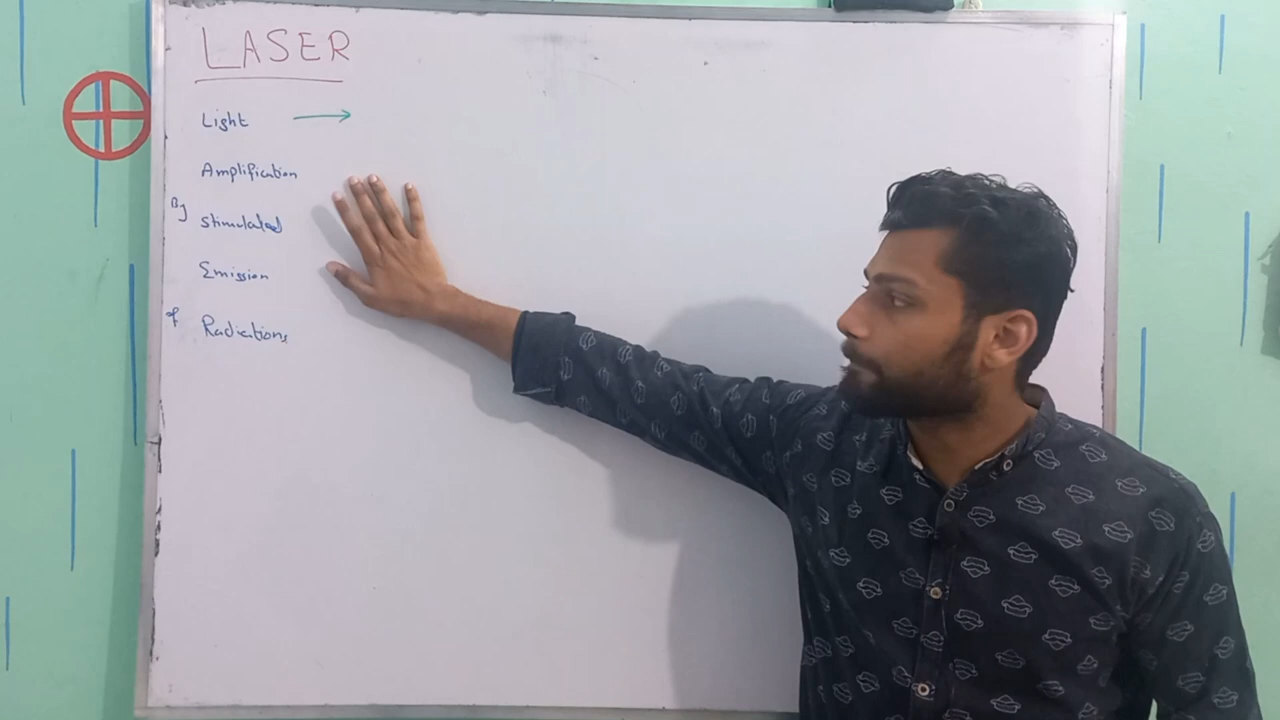 LASER
Light →
Amplification
By
Stimulated
Emission
of
Radiations